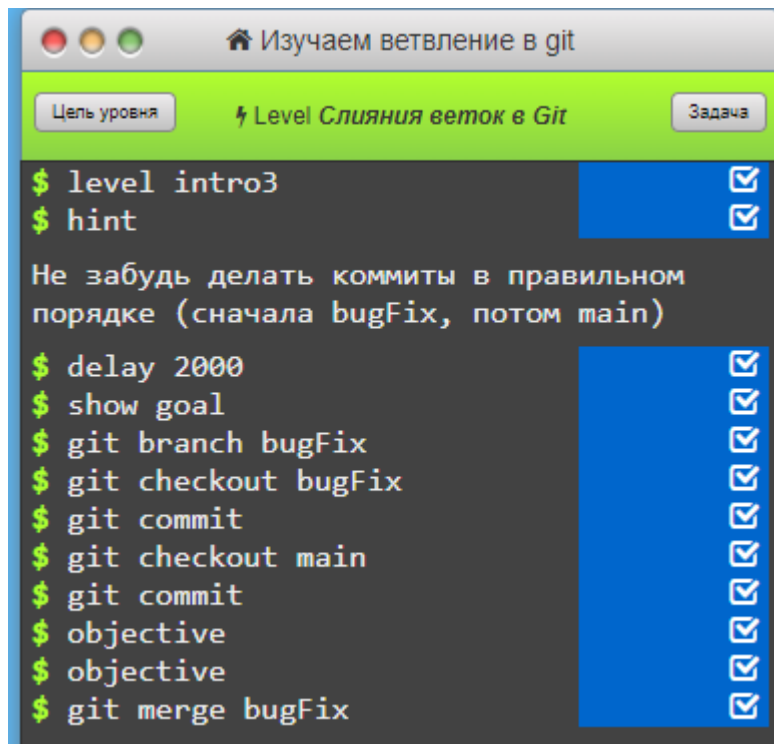 Изучаем ветвление в git
Цель уровня
Level Слияния веток в Git
Задача
$ level intro3
$ hint
Не забудь делать коммиты в правильном
порядке (сначала bugFix, потом main)
$ delay 2000
$ show goal
$ git branch bugFix
$ git checkout bugFix
$ git commit
$ git checkout main
$ git commit
$ objective
$ objective
$ git merge bugFix